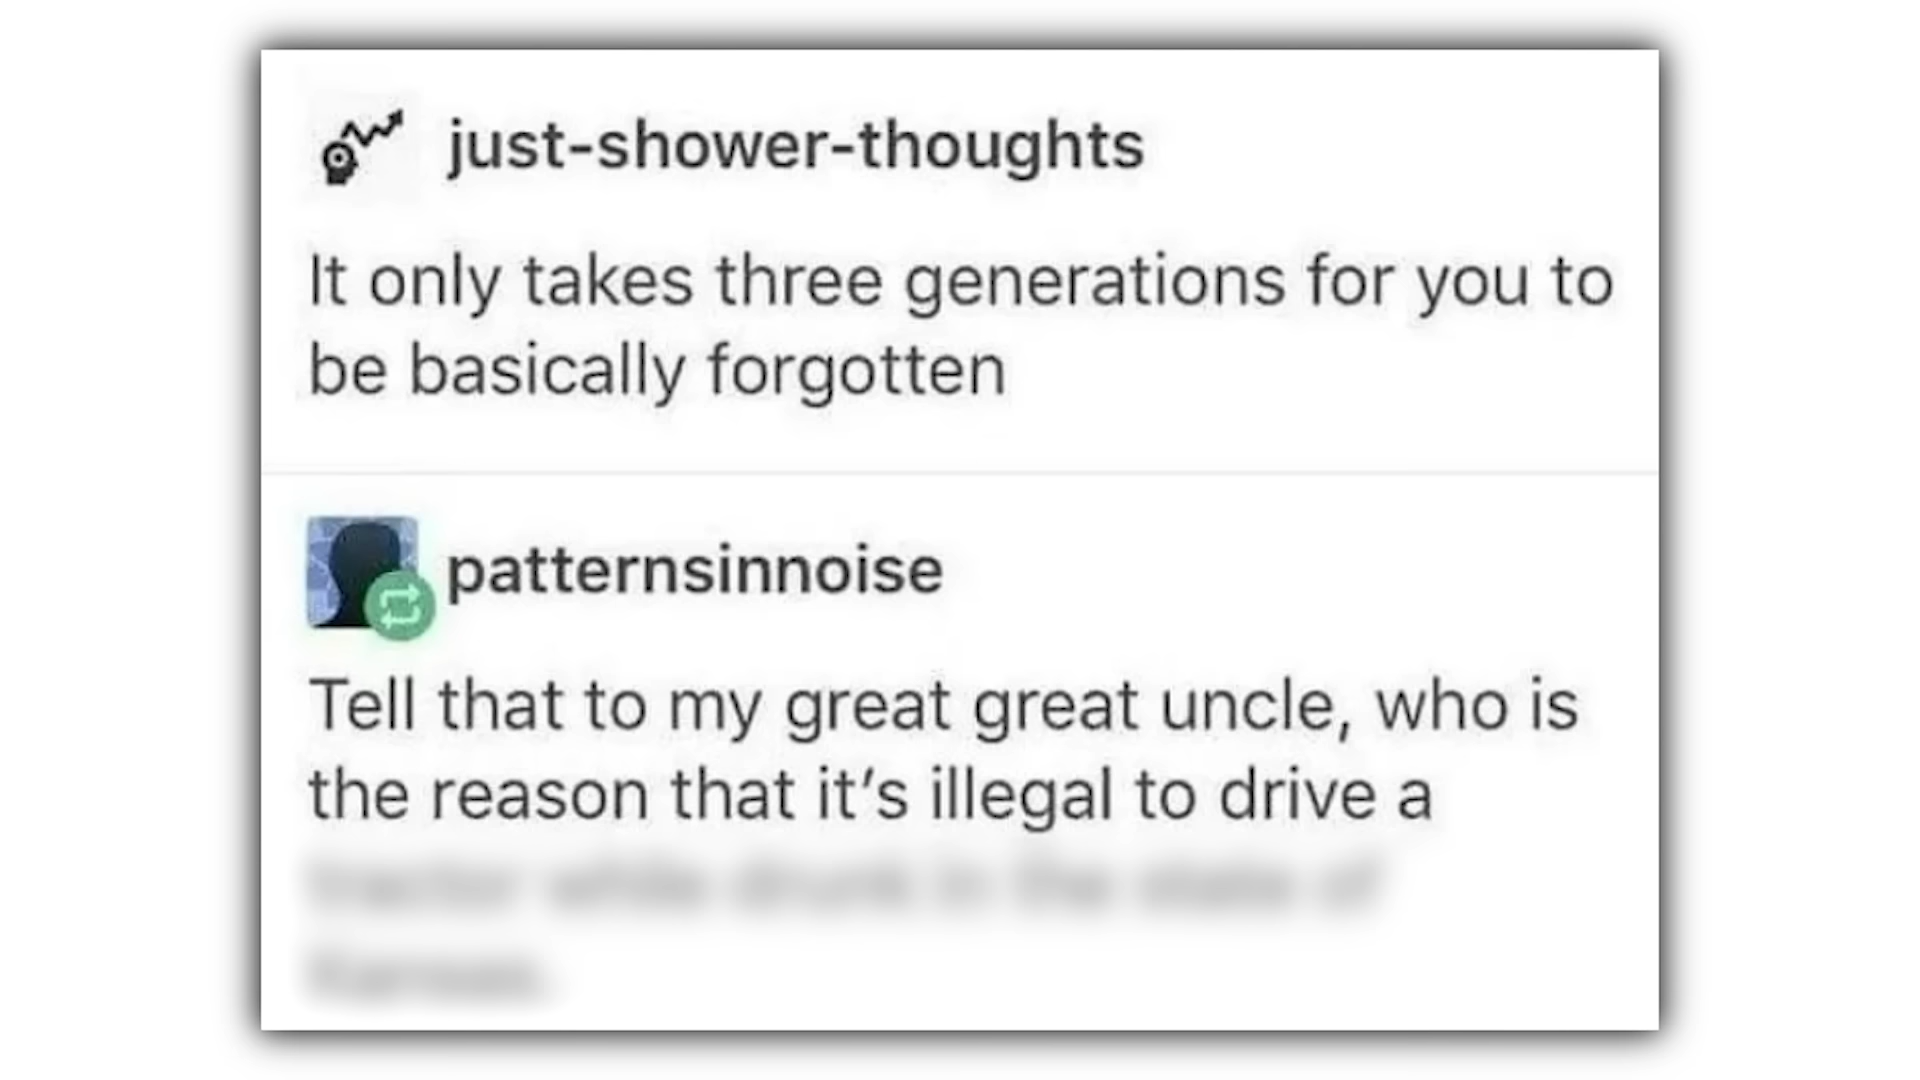 just-shower-thoughts
It only takes three generations for you to
be basically forgotten
patternsinnoise
Tell that to my great great uncle, who is
the reason that it's illegal to drive a